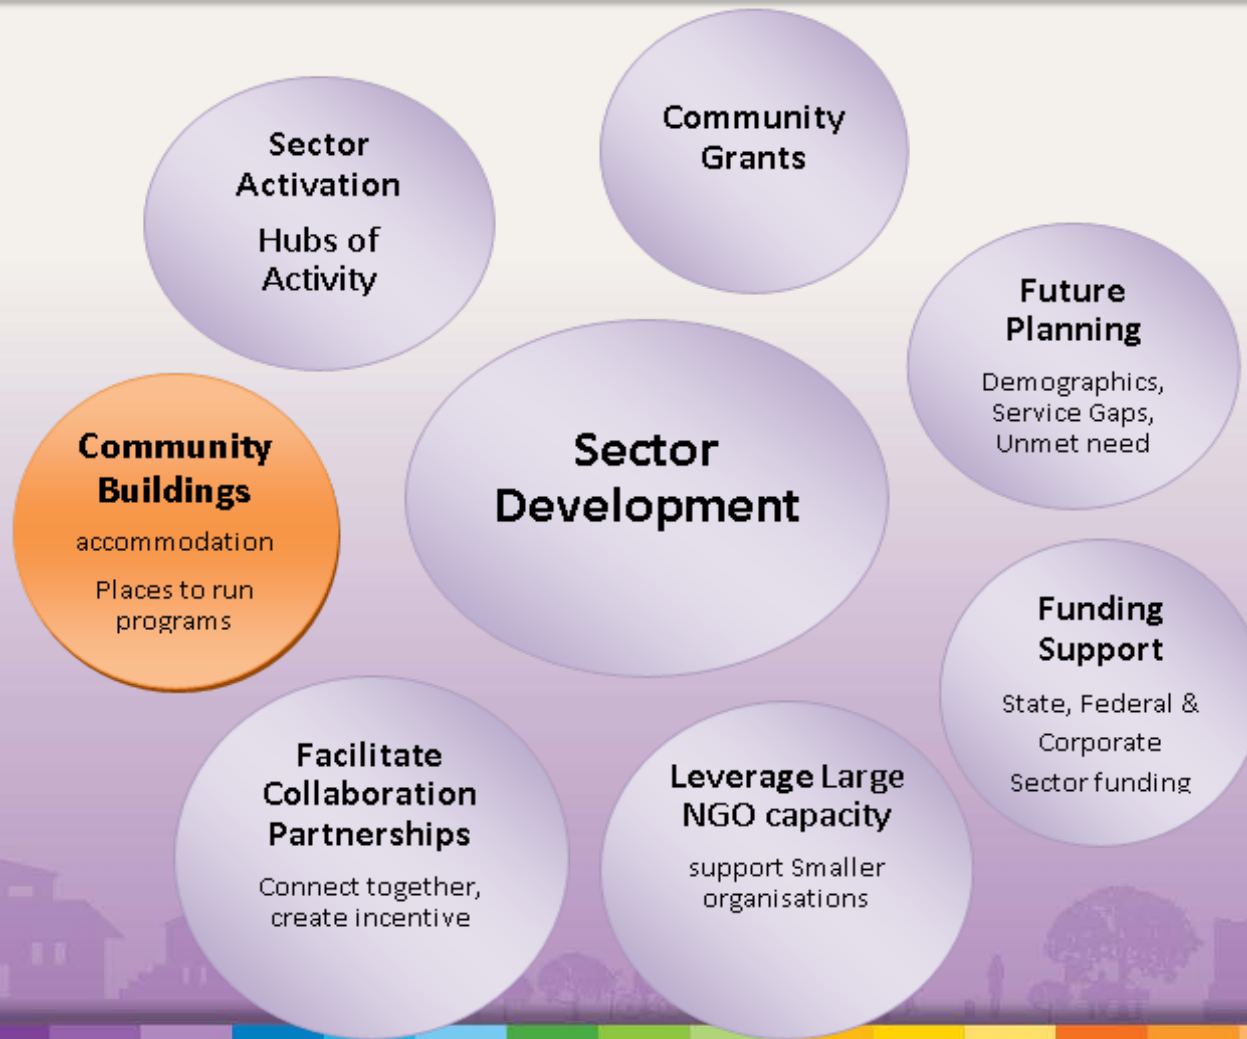 Community
Grants
Sector
Activation
Hubs of
Activity
Future
Planning
Demographics,
Service Gaps,
Unmet need
Community
Buildings
accommodation
Places to run
programs
Sector
Development
Funding
Support
State, Federal &
Corporate
Sector funding
Facilitate
Collaboration
Partnerships
Connect together,
create incentive
Leverage Large
NGO capacity
support Smaller
organisations